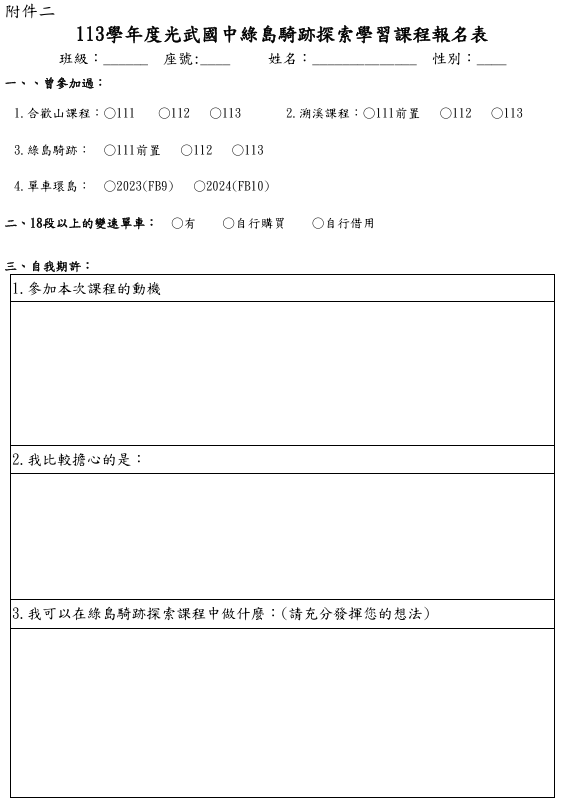 附件二
113學年度光武國中綠島騎跡探索學習課程報名表
班級：______ 座號:____ 姓名：______________ 性別：____
一、、曾參加過：
1.合歡山課程：○111 ○112 ○113 2.溯溪課程：○111前置 ○112 ○113
3.綠島騎跡： ○111前置 ○112 ○113
4.單車環島： ○2023(FB9) ○2024(FB10)
二、18段以上的變速單車： ○有 ○自行購買 ○自行借用
三、自我期許：
1.參加本次課程的動機
2.我比較擔心的是：
3.我可以在綠島騎跡探索課程中做什麼：(請充分發揮您的想法)